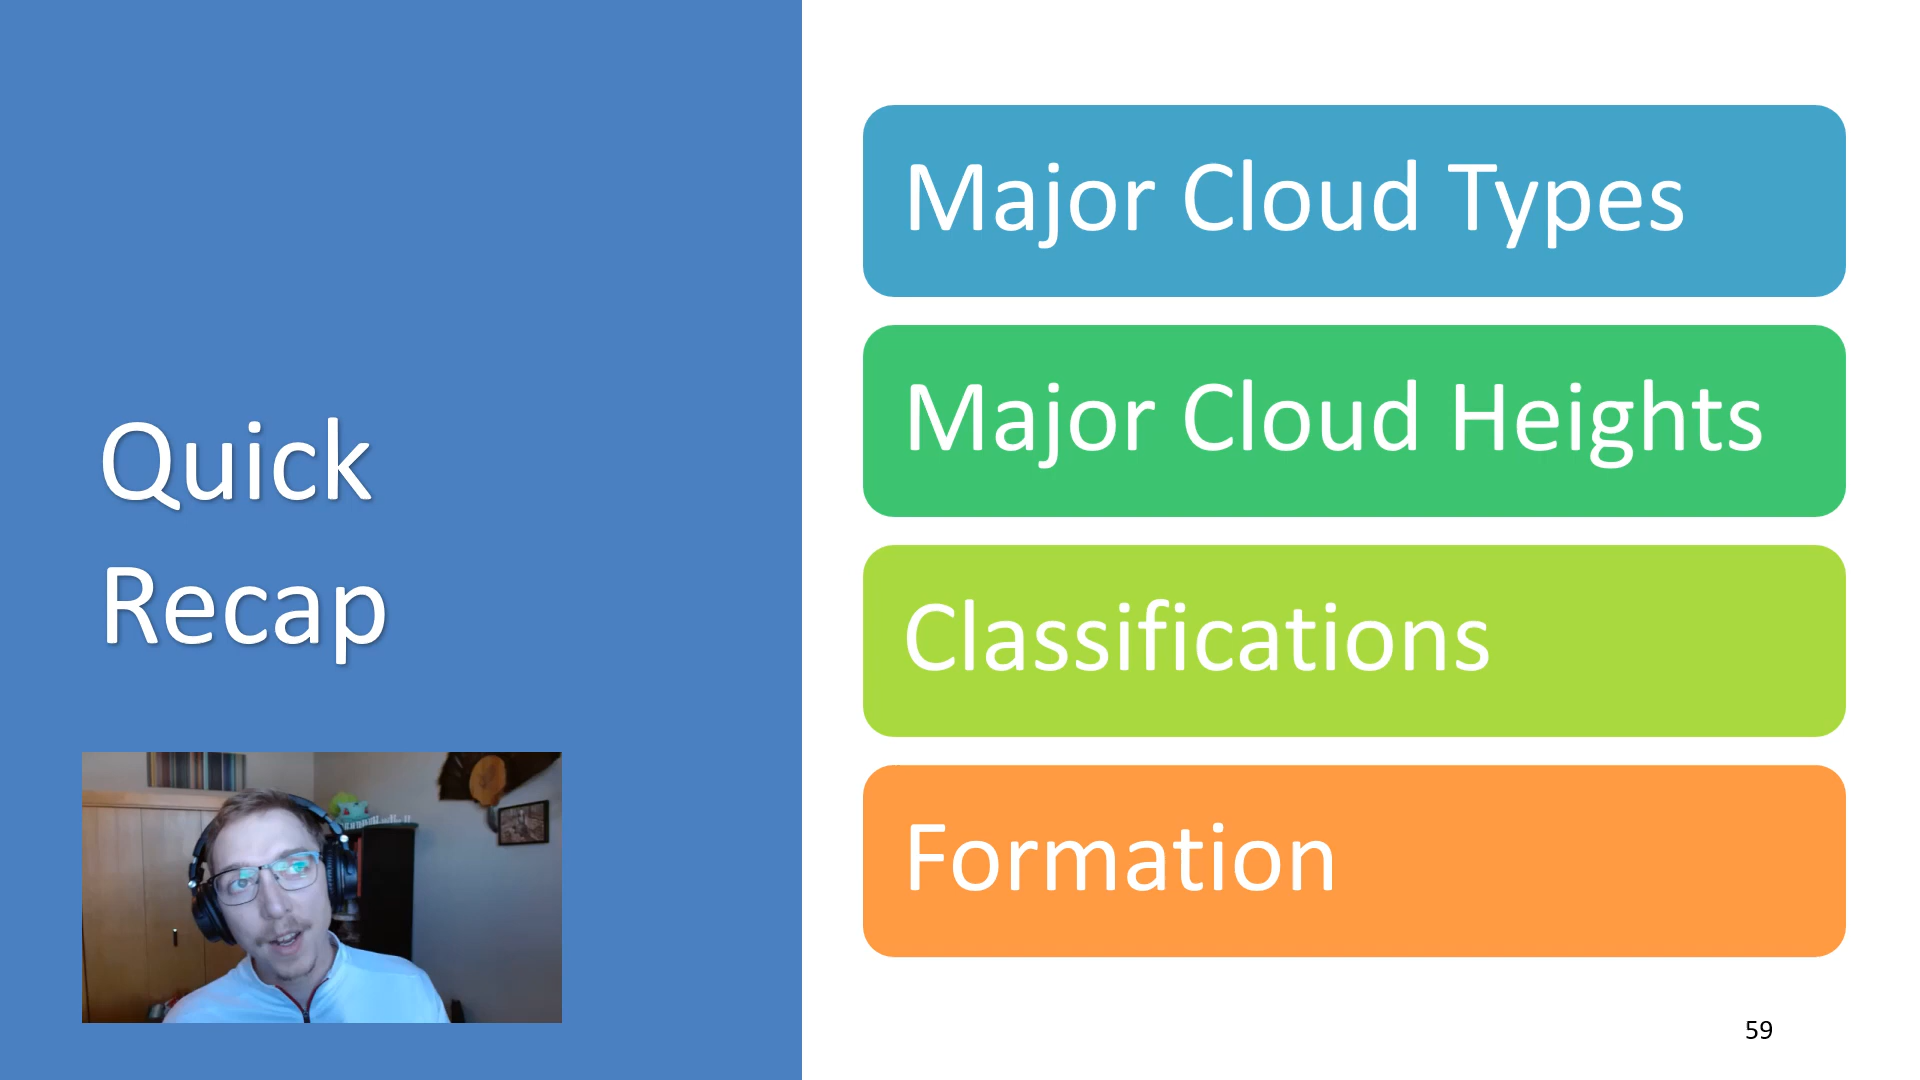 Quick
Recap
Major Cloud Types
Major Cloud Heights
Classifications
Formation
59